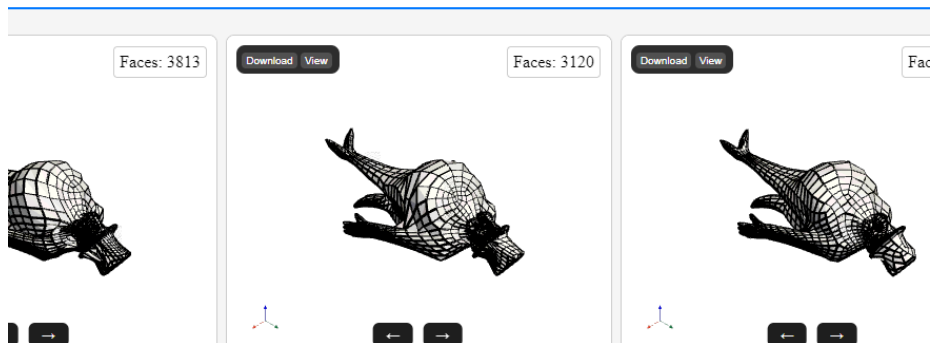 Faces: 3813
Download View
Faces: 3120
Download View
Fac
→
← →
← →